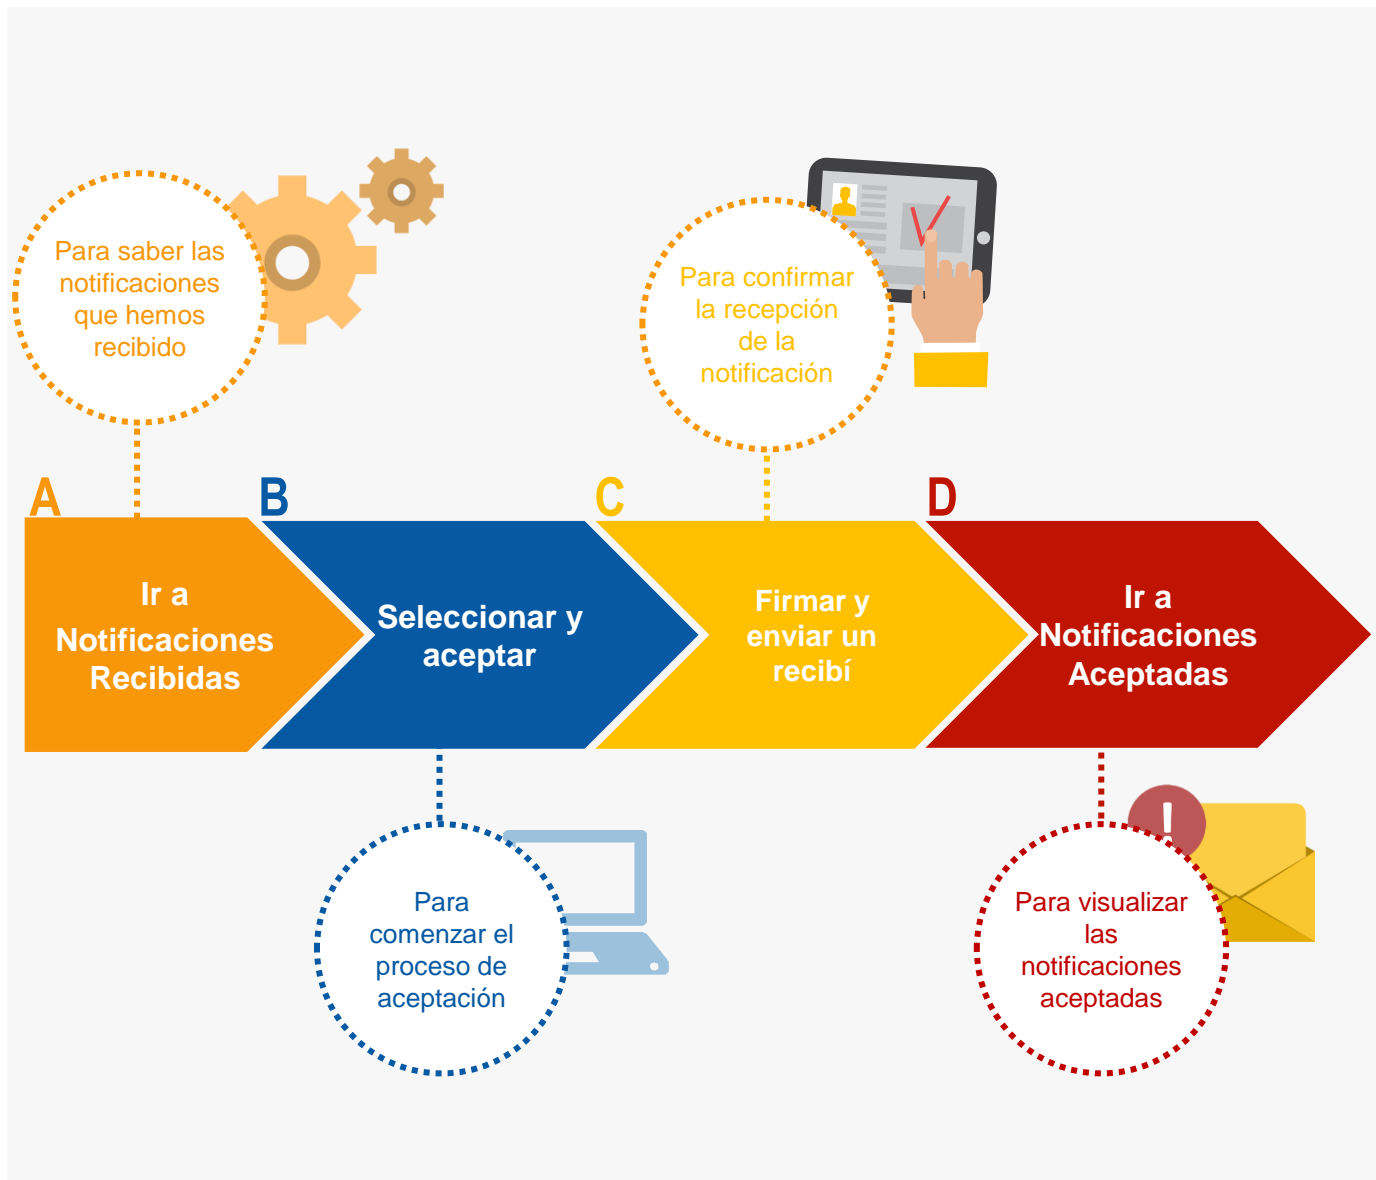 Para saber las
notificaciones
que hemos
recibido
Para confirmar
la recepción
de la
notificación
A
B
C
D
Ir a
Notificaciones
Recibidas
Seleccionar y
aceptar
Firmar y
enviar un
recibí
Ir a
Notificaciones
Aceptadas
!
Para
comenzar el
proceso de
aceptación
Para visualizar
las
notificaciones
aceptadas